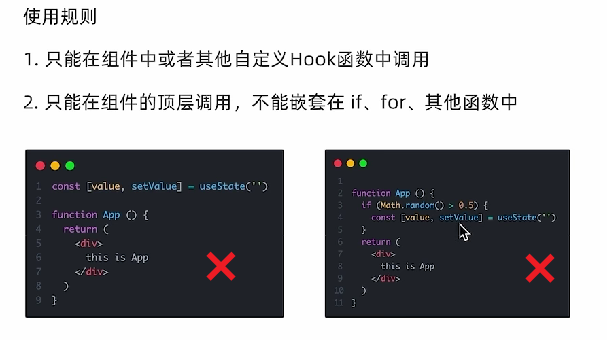 使用规则
1. 只能在组件中或者其他自定义Hook函数中调用
2. 只能在组件的顶层调用，不能嵌套在 if、for、其他函数中
1 const [value, setValue] = useState('')
2
3 function App () {
4   return (
5     <div>
6       this is App
7     </div>
8   )
9 }
1
2 function App () {
3   if (Math.random() > 0.5) {
4     const [value, setValue] = useState('')
5   }
6   return (
7     <div>
8       this is App
9     </div>
10   )
11 }